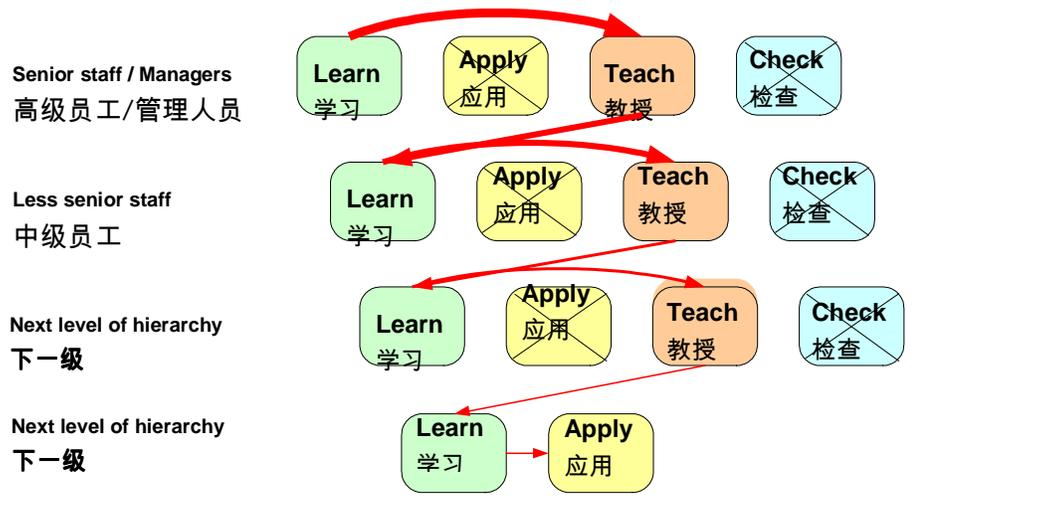 Senior staff / Managers
高级员工/管理人员
Learn
学习
Apply
应用
Teach
教授
Check
检查
Less senior staff
中级员工
Learn
学习
Apply
应用
Teach
教授
Check
检查
Next level of hierarchy
下一级
Learn
学习
Apply
应用
Teach
教授
Check
检查
Next level of hierarchy
下一级
Learn
学习
Apply
应用